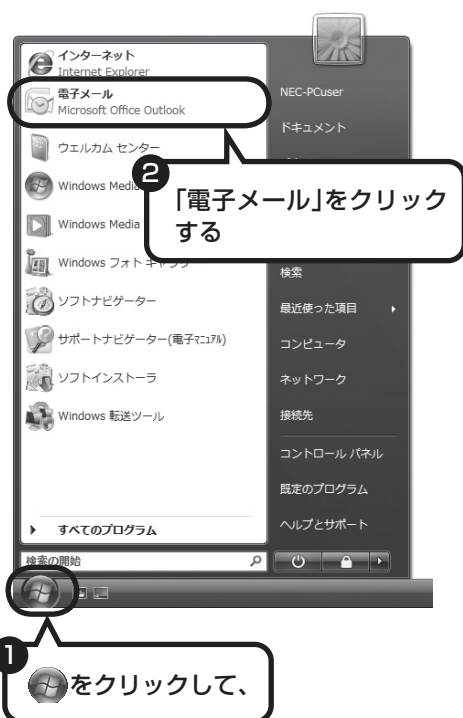 インターネット
Internet Explorer
電子メール
Microsoft Office Outlook
ウェルカム センター
Windows Media
Windows Media
Windows フォト
ソフトナビゲーター
サポートナビゲーター(電子マニュアル)
ソフトインストーラ
Windows 転送ツール
すべてのプログラム
検索の開始
NEC-PCuser
ドキュメント
検索
最近使った項目
コンピュータ
ネットワーク
接続先
コントロール パネル
既定のプログラム
ヘルプとサポート
2
「電子メール」をクリック
する
1
をクリックして、